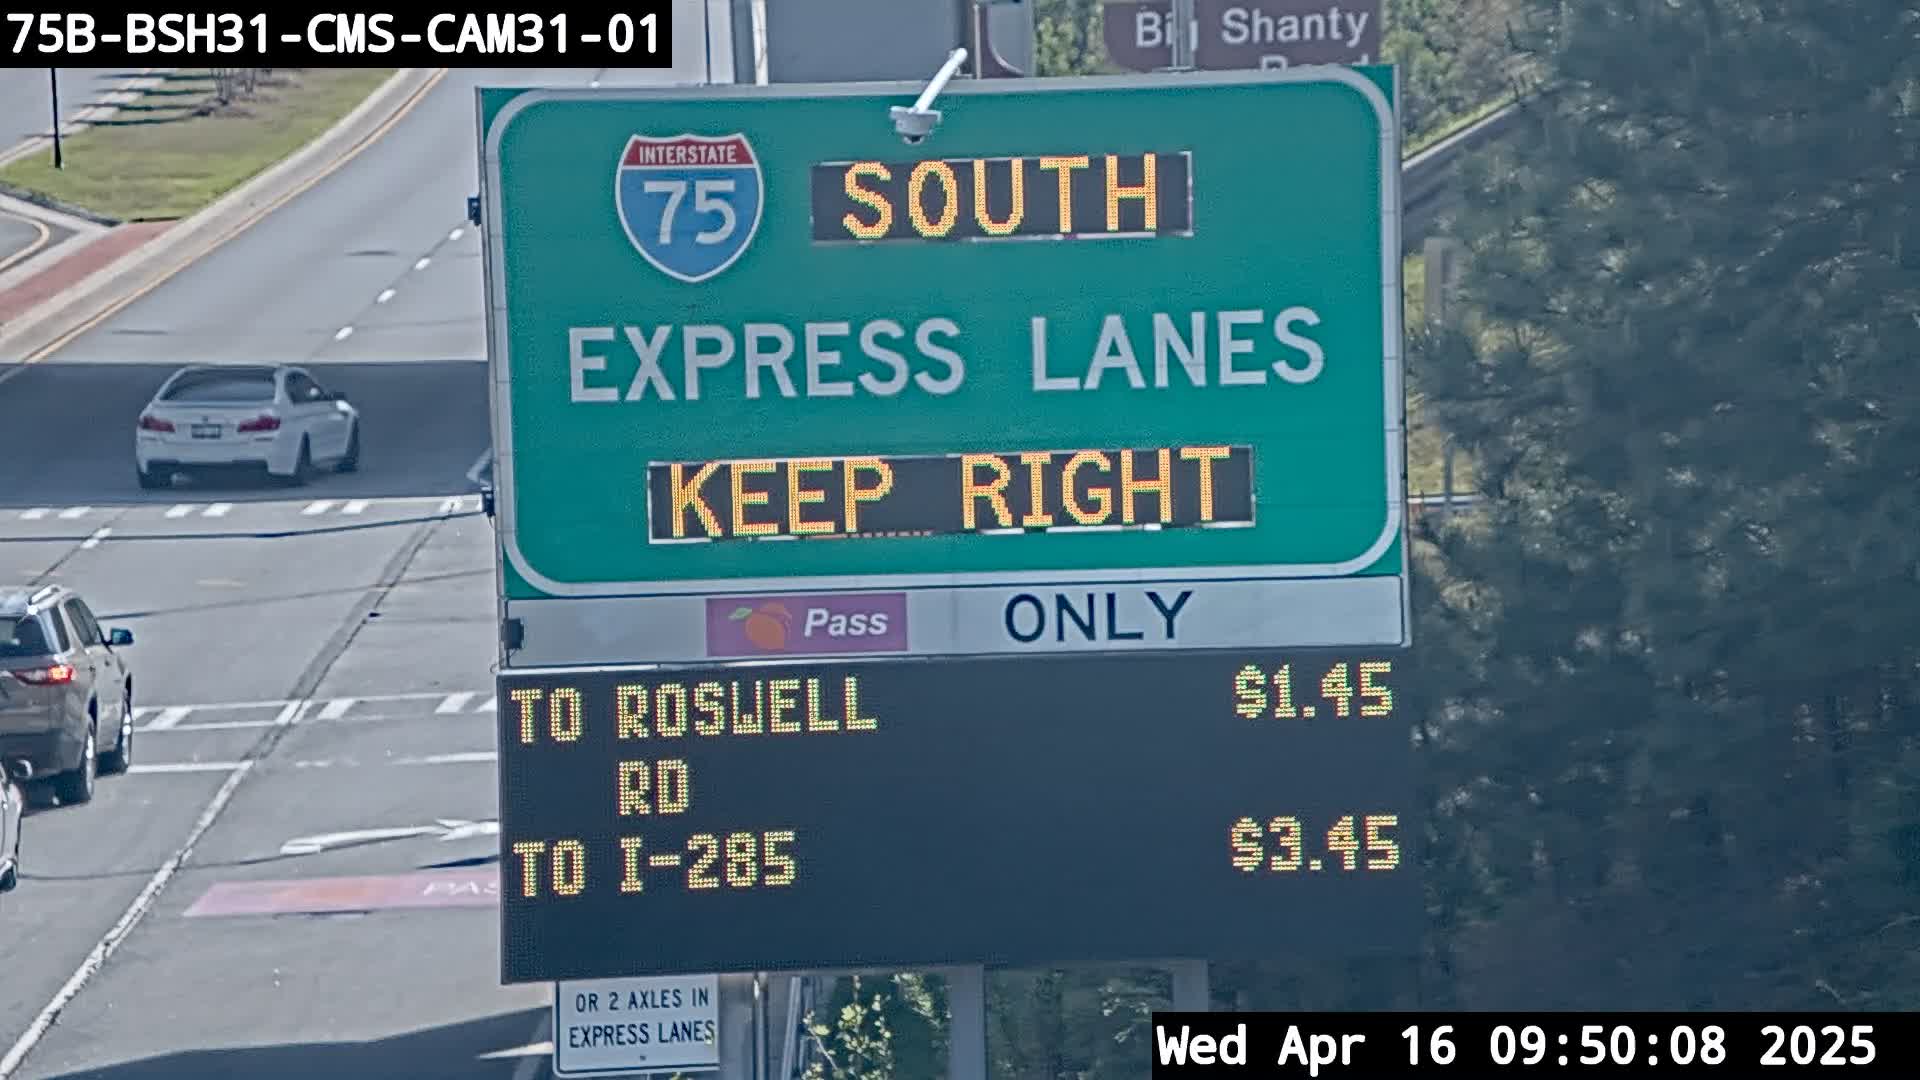 75B-BSH31-CMS-CAM31-01
Big Shanty
Road
INTERSTATE
75
SOUTH
EXPRESS LANES
KEEP RIGHT
Pass
ONLY
TO ROSWELL $1.45
RD
TO I-285 $3.45
OR 2 AXLES IN
EXPRESS LANES
Wed Apr 16 09:50:08 2025